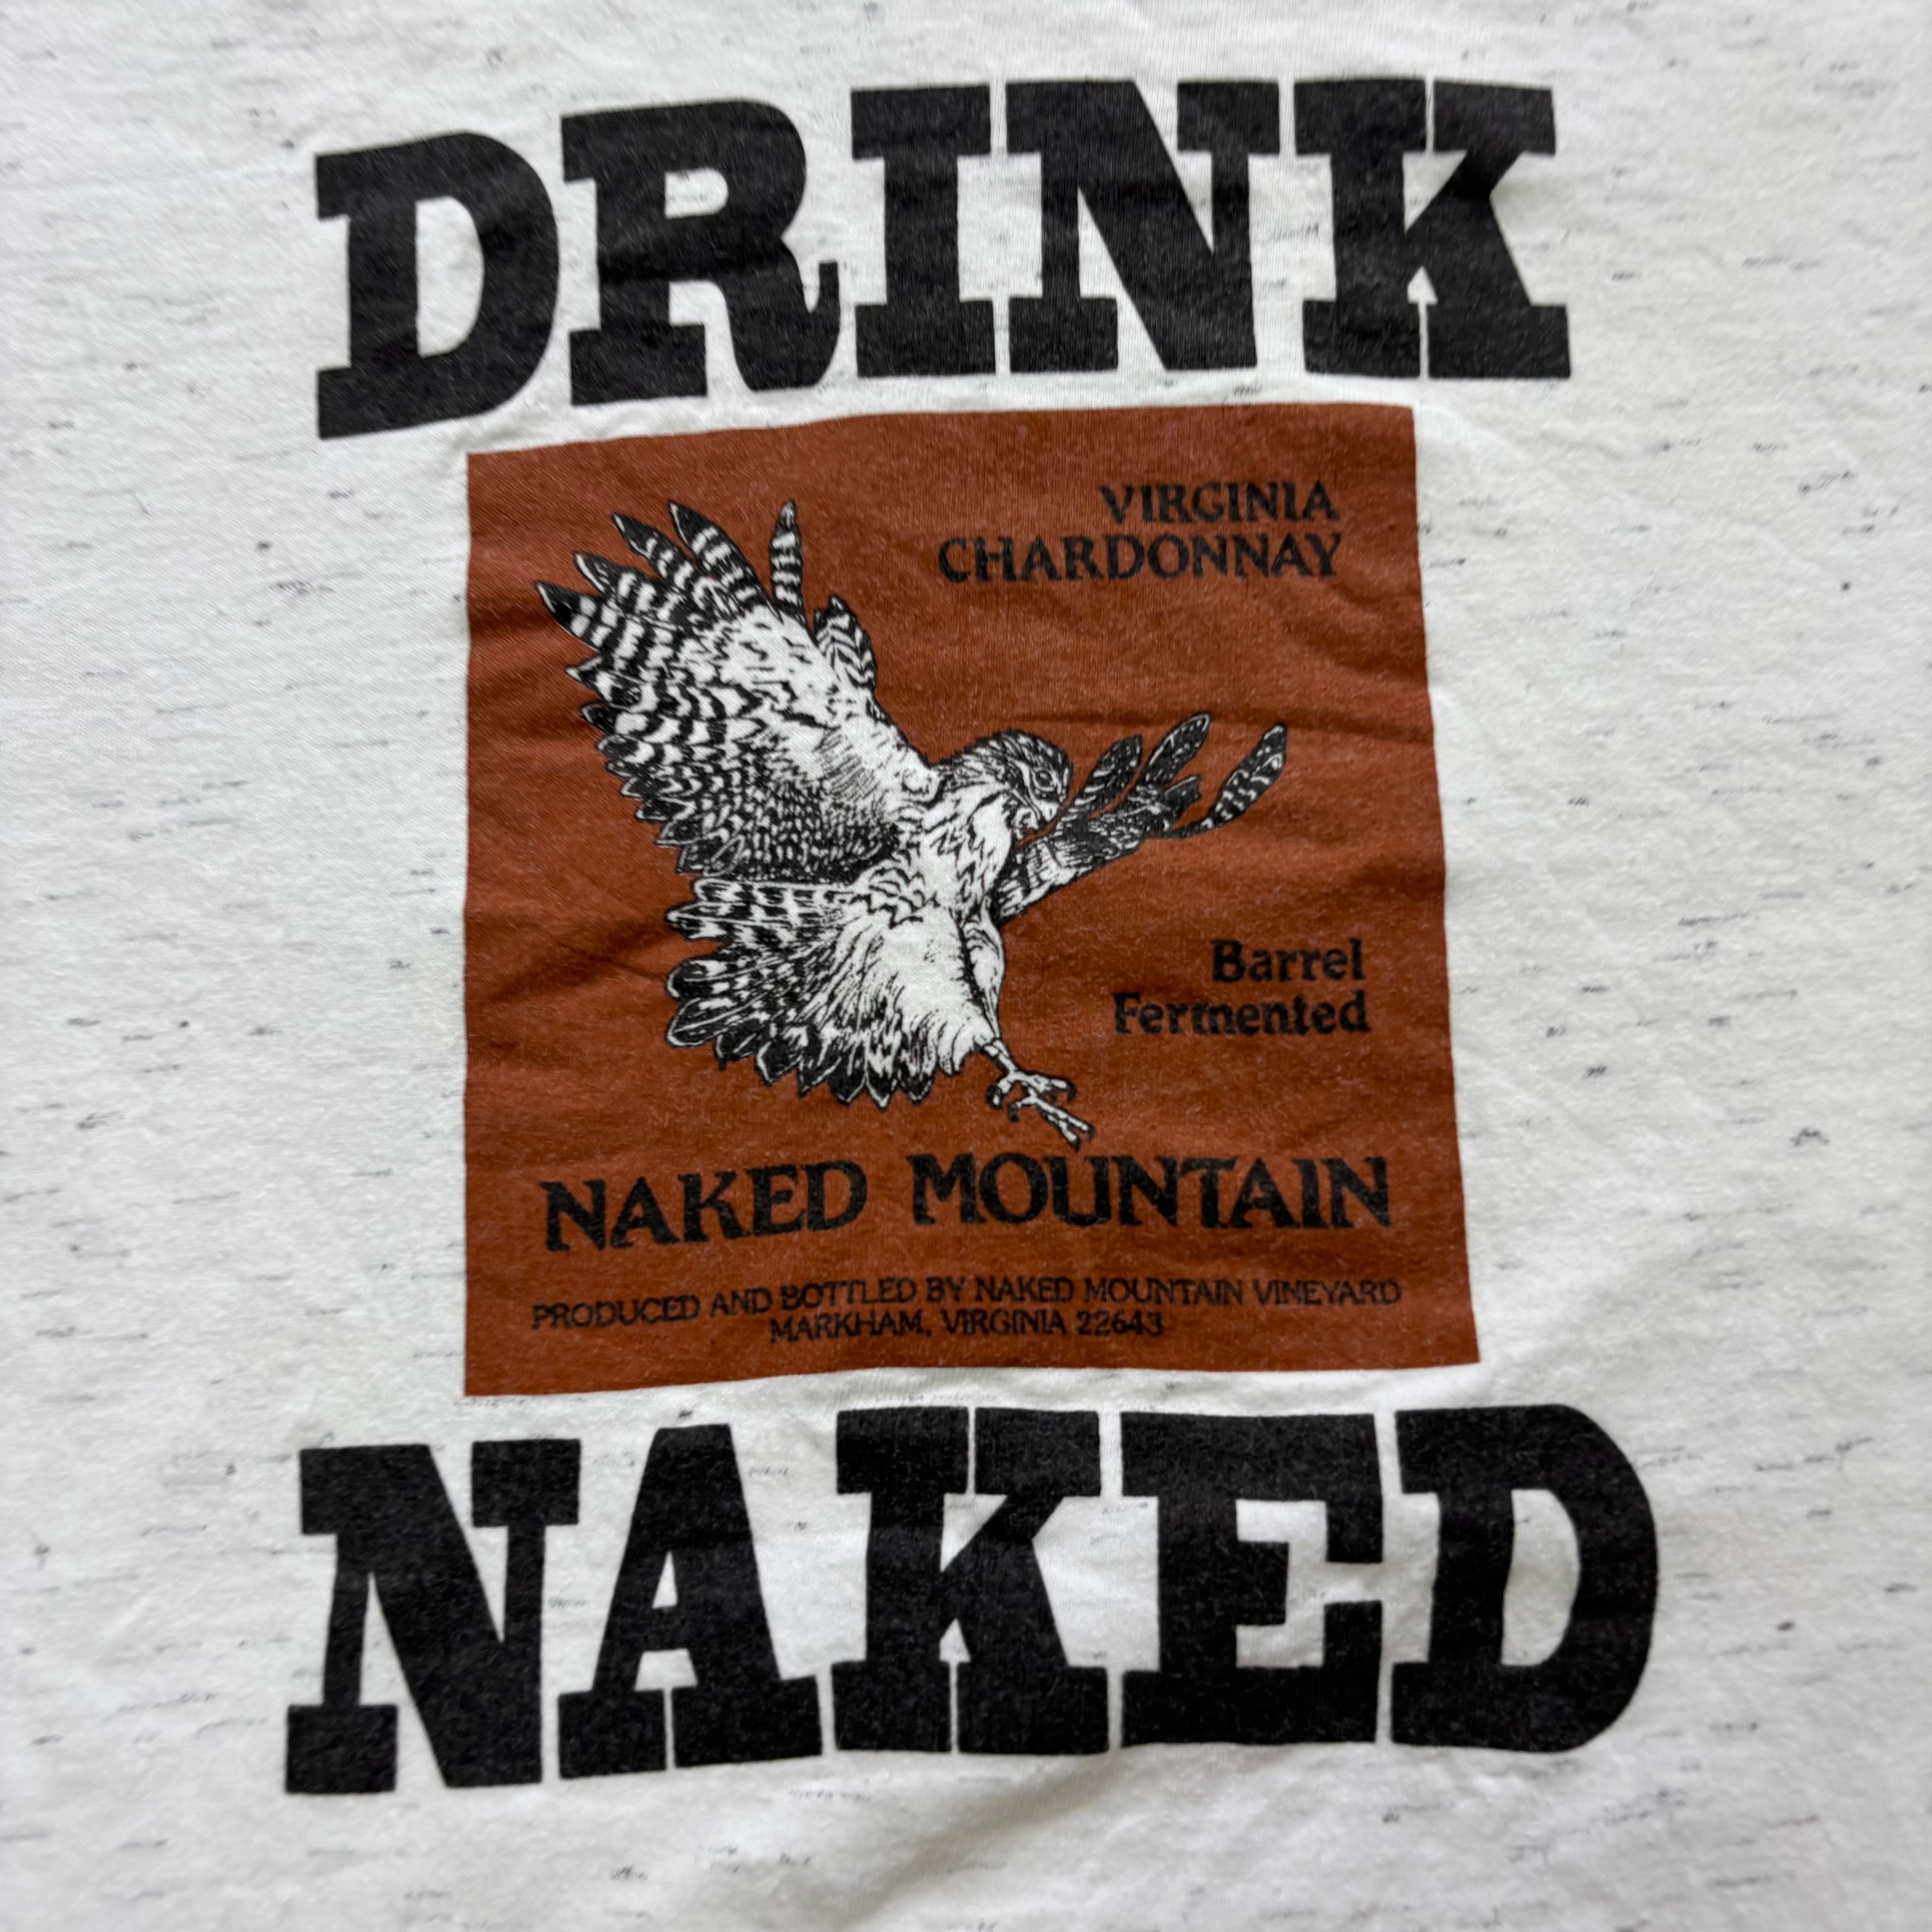 DRINK
VIRGINIA
CHARDONNAY
Barrel
Fermented
NAKED MOUNTAIN
PRODUCED AND BOTTLED BY NAKED MOUNTAIN VINEYARD
MARKHAM, VIRGINIA 22643
NAKED